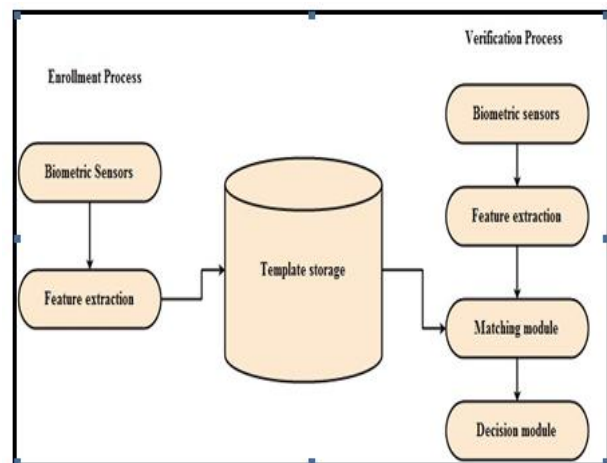 Enrollment Process
Biometric Sensors
Feature extraction
Template storage
Verification Process
Biometric sensors
Feature extraction
Matching module
Decision module